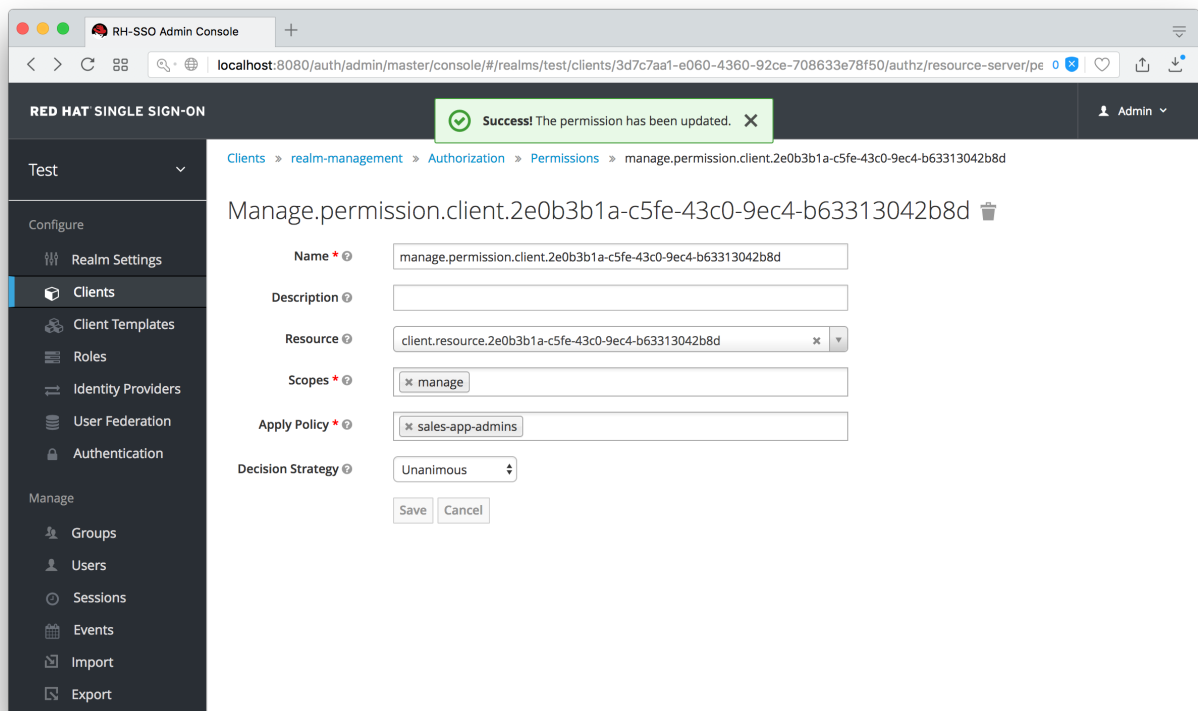 RH-SSO Admin Console
localhost:8080/auth/admin/master/console/#/realms/test/clients/3d7c7aa1-e060-4360-92ce-708633e78f50/authz/resource-server/pe 0
RED HAT SINGLE SIGN-ON
Success! The permission has been updated.
Admin
Test
Clients » realm-management » Authorization » Permissions » manage.permission.client.2e0b3b1a-c5fe-43c0-9ec4-b63313042b8d
Manage.permission.client.2e0b3b1a-c5fe-43c0-9ec4-b63313042b8d
Configure
Realm Settings
Clients
Client Templates
Roles
Identity Providers
User Federation
Authentication
Manage
Groups
Users
Sessions
Events
Import
Export
Name * manage.permission.client.2e0b3b1a-c5fe-43c0-9ec4-b63313042b8d
Description
Resource client.resource.2e0b3b1a-c5fe-43c0-9ec4-b63313042b8d
Scopes * manage
Apply Policy * sales-app-admins
Decision Strategy Unanimous
Save Cancel